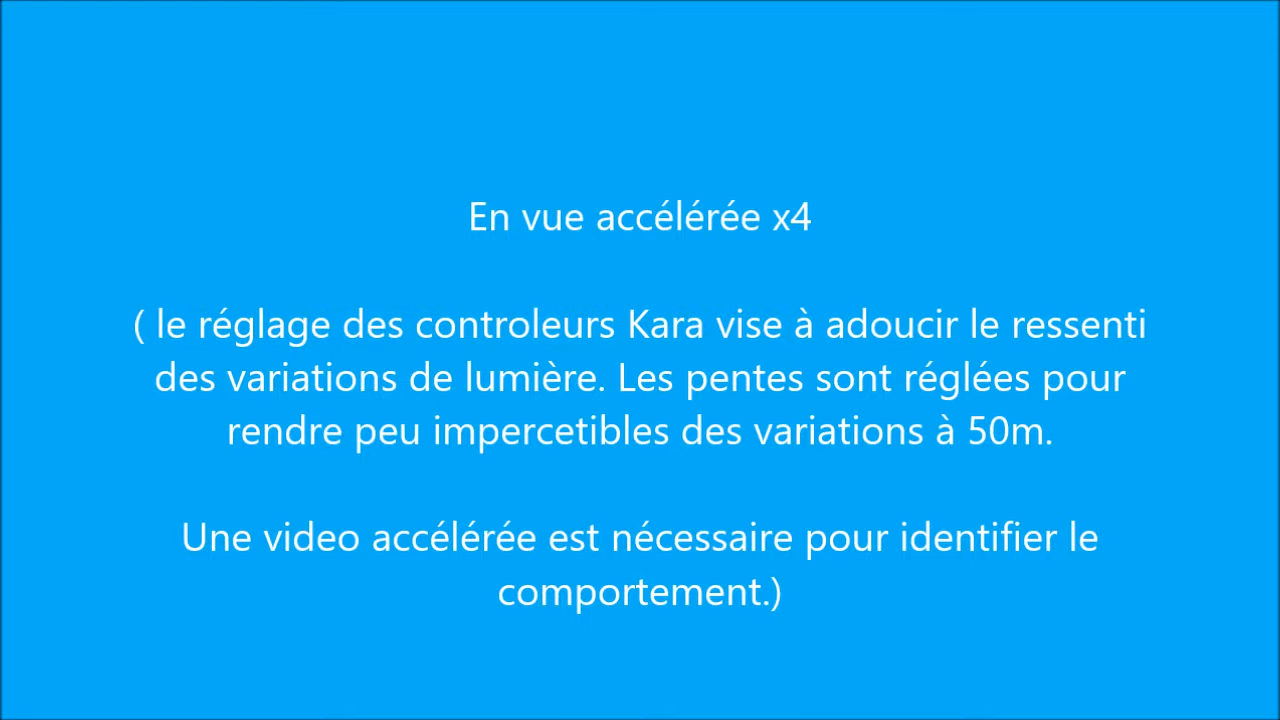 En vue accélérée x4
( le réglage des controleurs Kara vise à adoucir le ressenti
des variations de lumière. Les pentes sont réglées pour
rendre peu impercetibles des variations à 50m.
Une video accélérée est nécessaire pour identifier le
comportement.)